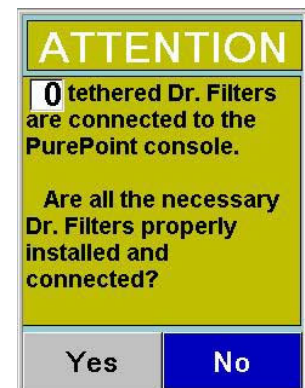 ATTENTION
0 tethered Dr. Filters
are connected to the
PurePoint console.
Are all the necessary
Dr. Filters properly
installed and
connected?
Yes
No